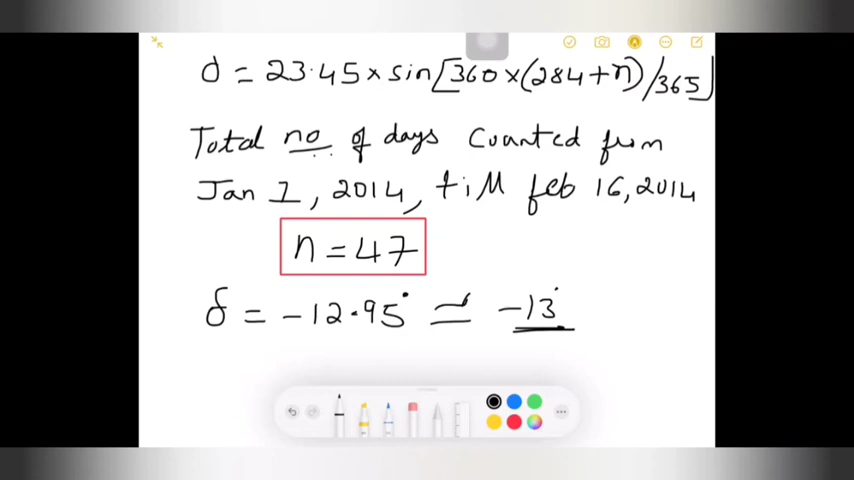 δ = 23.45 × sin[360 × (284 + n)/365]
Total no of days Counted from
Jan 1, 2014, till feb 16, 2014
n = 47
δ = -12.95° ≃ -13°